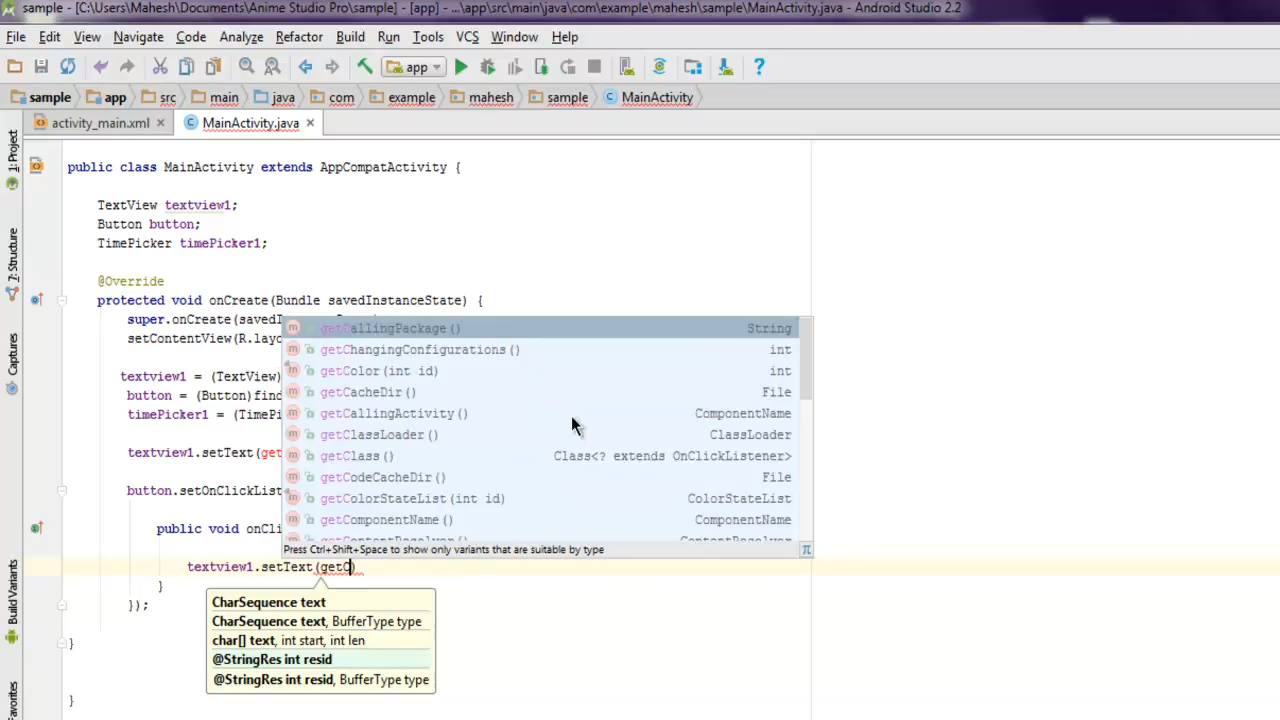 sample - [C:\Users\Mahesh\Documents\Anime Studio Pro\sample] - [app] - ...\app\src\main\java\com\example\mahesh\sample\MainActivity.java - Android Studio 2.2
File Edit View Navigate Code Analyze Refactor Build Run Tools VCS Window Help
app
sample app src main java com example mahesh sample MainActivity
activity_main.xml MainActivity.java
1: Project
7: Structure
Captures
Build Variants
Favorites
public class MainActivity extends AppCompatActivity {
TextView textview1;
Button button;
TimePicker timePicker1;
@Override
protected void onCreate(Bundle savedInstanceState) {
super.onCreate(savedI
setContentView(R.layo
textview1 = (TextView)
button = (Button)find
timePicker1 = (TimePi
textview1.setText(get
button.setOnClickList
public void onCli
textview1.setText(getC)
}
});
}
}
getCallingPackage() String
getChangingConfigurations() int
getColor(int id) int
getCacheDir() File
getCallingActivity() ComponentName
getClassLoader() ClassLoader
getClass() Class<? extends OnClickListener>
getCodeCacheDir() File
getColorStateList(int id) ColorStateList
getComponentName() ComponentName
getContentResolver() ContentResolver
Press Ctrl+Shift+Space to show only variants that are suitable by type π
CharSequence text
CharSequence text, BufferType type
char[] text, int start, int len
@StringRes int resid
@StringRes int resid, BufferType type